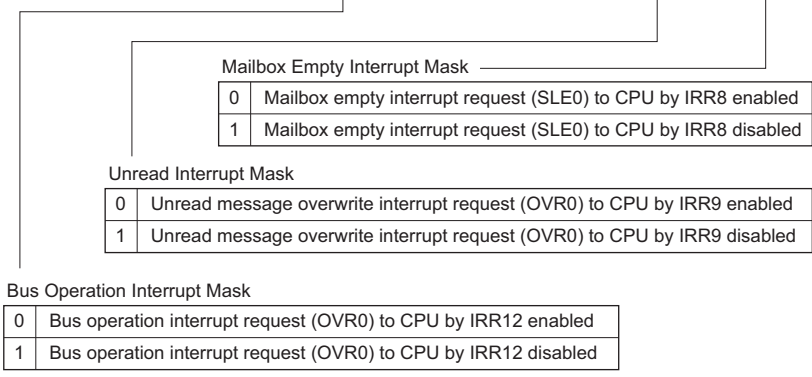 Mailbox Empty Interrupt Mask
0 Mailbox empty interrupt request (SLE0) to CPU by IRR8 enabled
1 Mailbox empty interrupt request (SLE0) to CPU by IRR8 disabled
Unread Interrupt Mask
0 Unread message overwrite interrupt request (OVR0) to CPU by IRR9 enabled
1 Unread message overwrite interrupt request (OVR0) to CPU by IRR9 disabled
Bus Operation Interrupt Mask
0 Bus operation interrupt request (OVR0) to CPU by IRR12 enabled
1 Bus operation interrupt request (OVR0) to CPU by IRR12 disabled